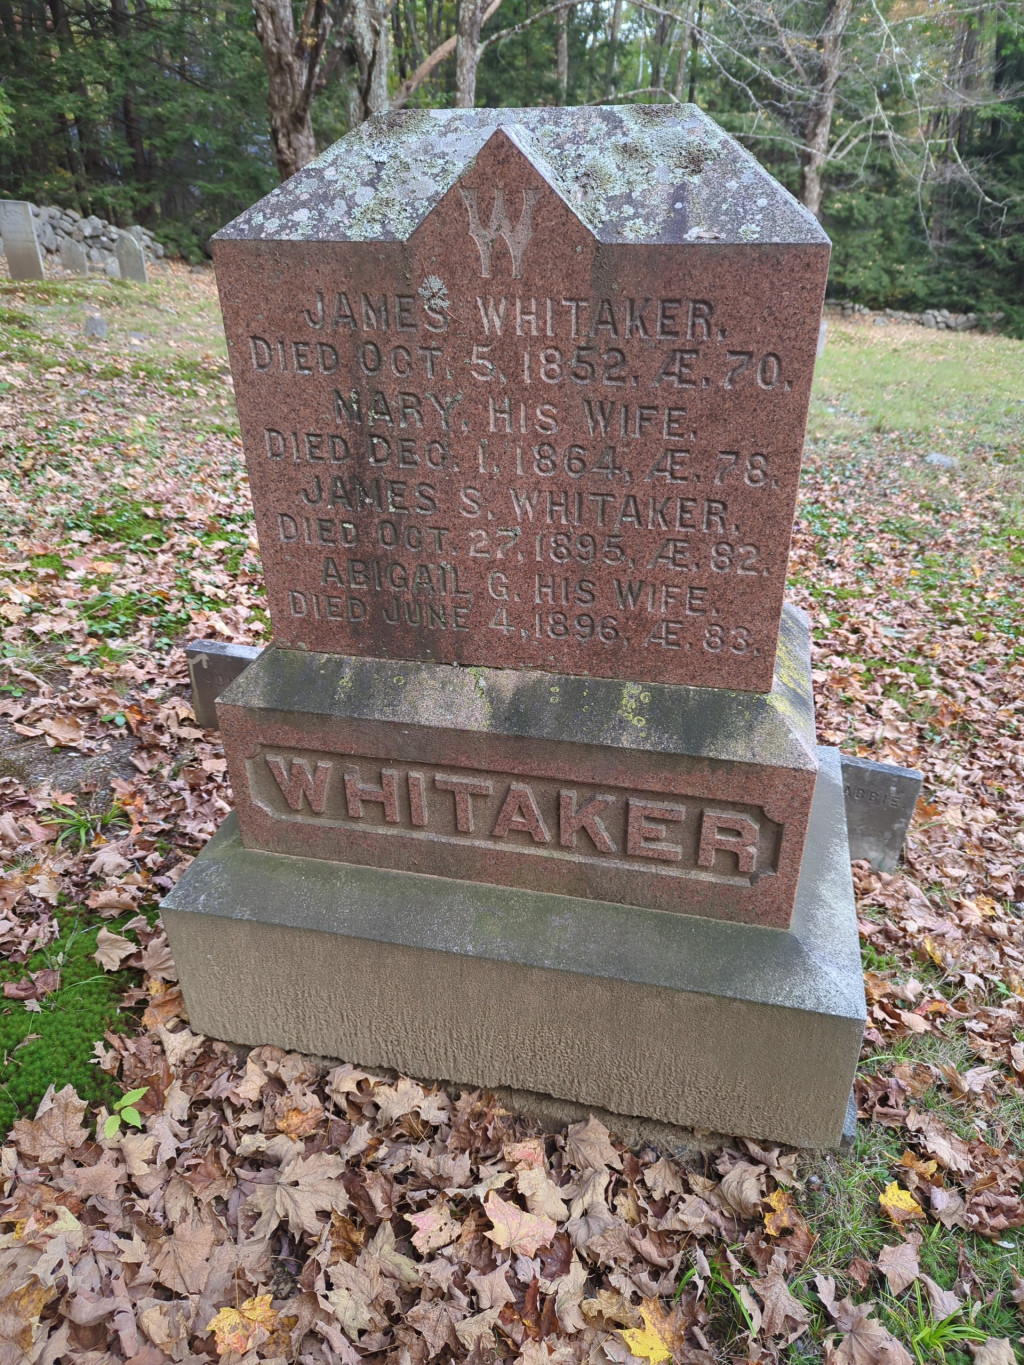 W
JAMES WHITAKER.
DIED OCT. 5, 1852, Æ. 70.
MARY, HIS WIFE,
DIED DEC. 1, 1864, Æ. 78.
JAMES S. WHITAKER,
DIED OCT. 27, 1895, Æ. 82.
ABIGAIL G. HIS WIFE,
DIED JUNE 4, 1896, Æ. 83.
WHITAKER
ABBIE.